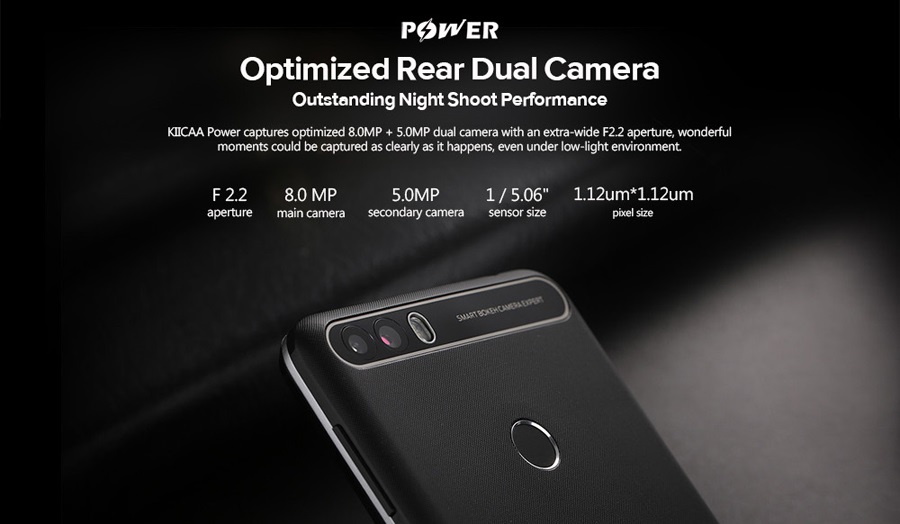 POWER
Optimized Rear Dual Camera
Outstanding Night Shoot Performance
KIICAA Power captures optimized 8.0MP + 5.0MP dual camera with an extra-wide F2.2 aperture, wonderful
moments could be captured as clearly as it happens, even under low-light environment.
F 2.2 8.0 MP 5.0MP 1 / 5.06" 1.12um*1.12um
aperture main camera secondary camera sensor size pixel size
SMART BOKEH CAMERA EXPERT